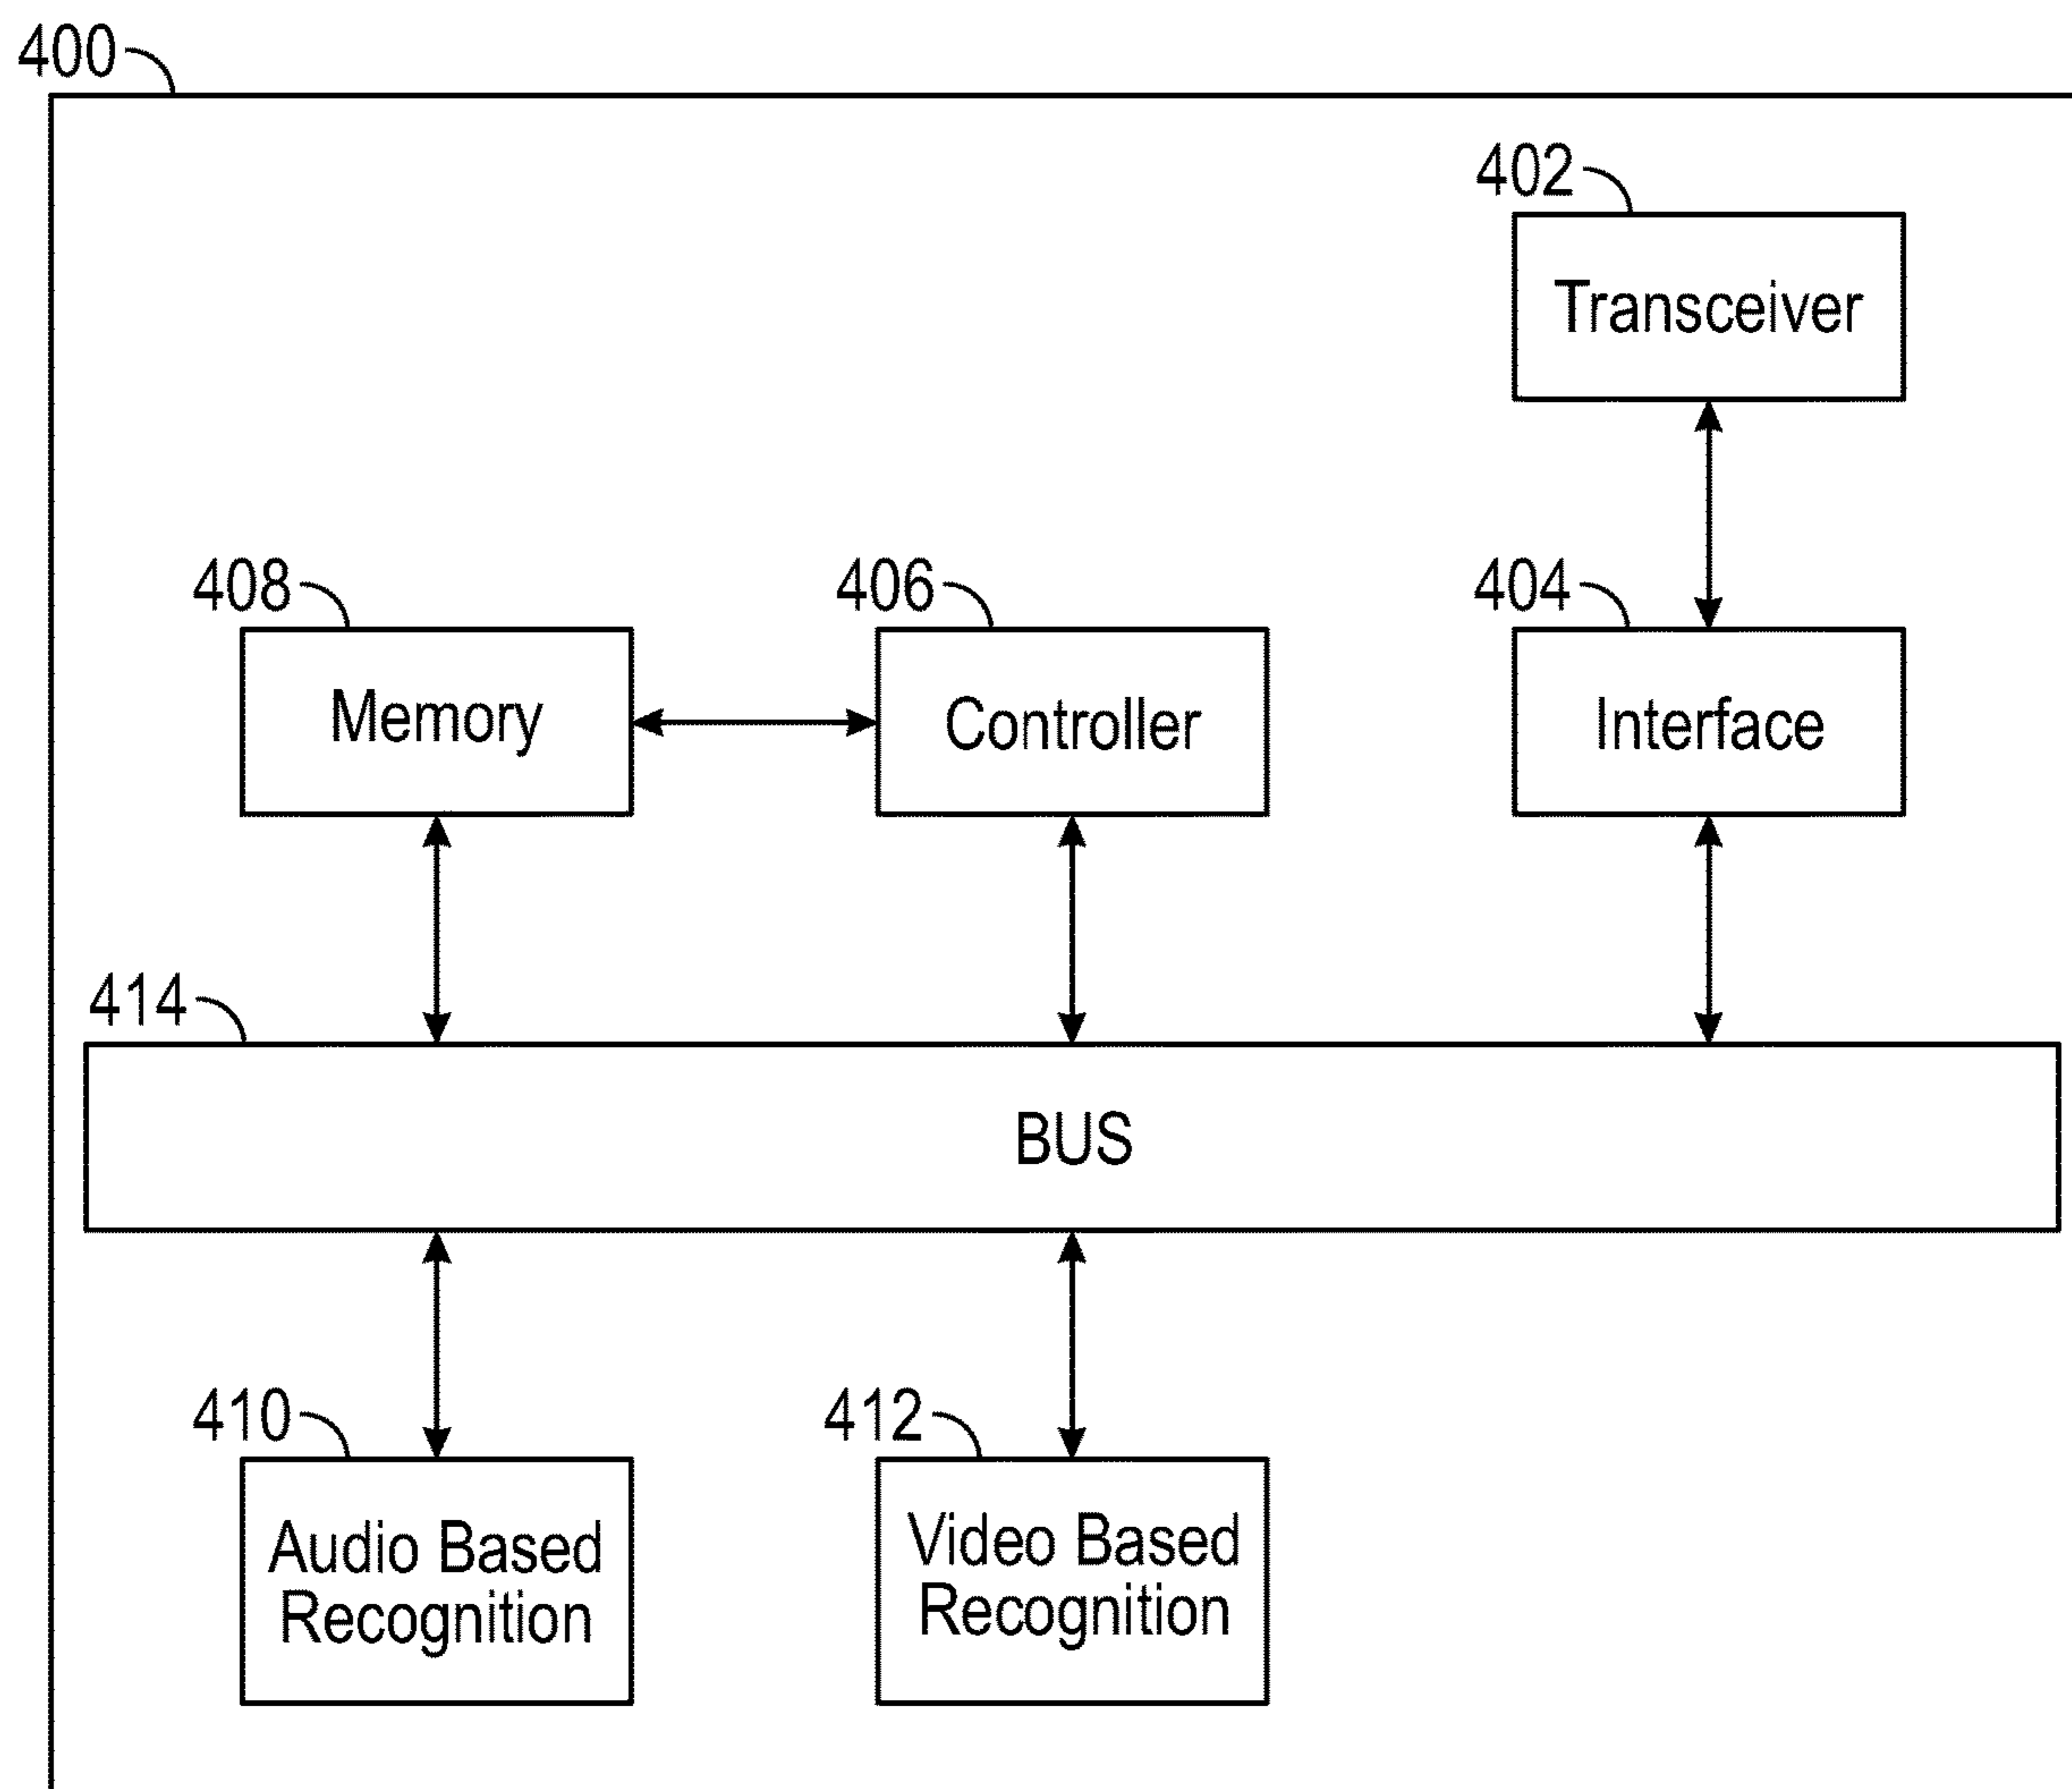 400
402
Transceiver
408
406
404
Memory
Controller
Interface
414
BUS
410
412
Audio Based
Recognition
Video Based
Recognition